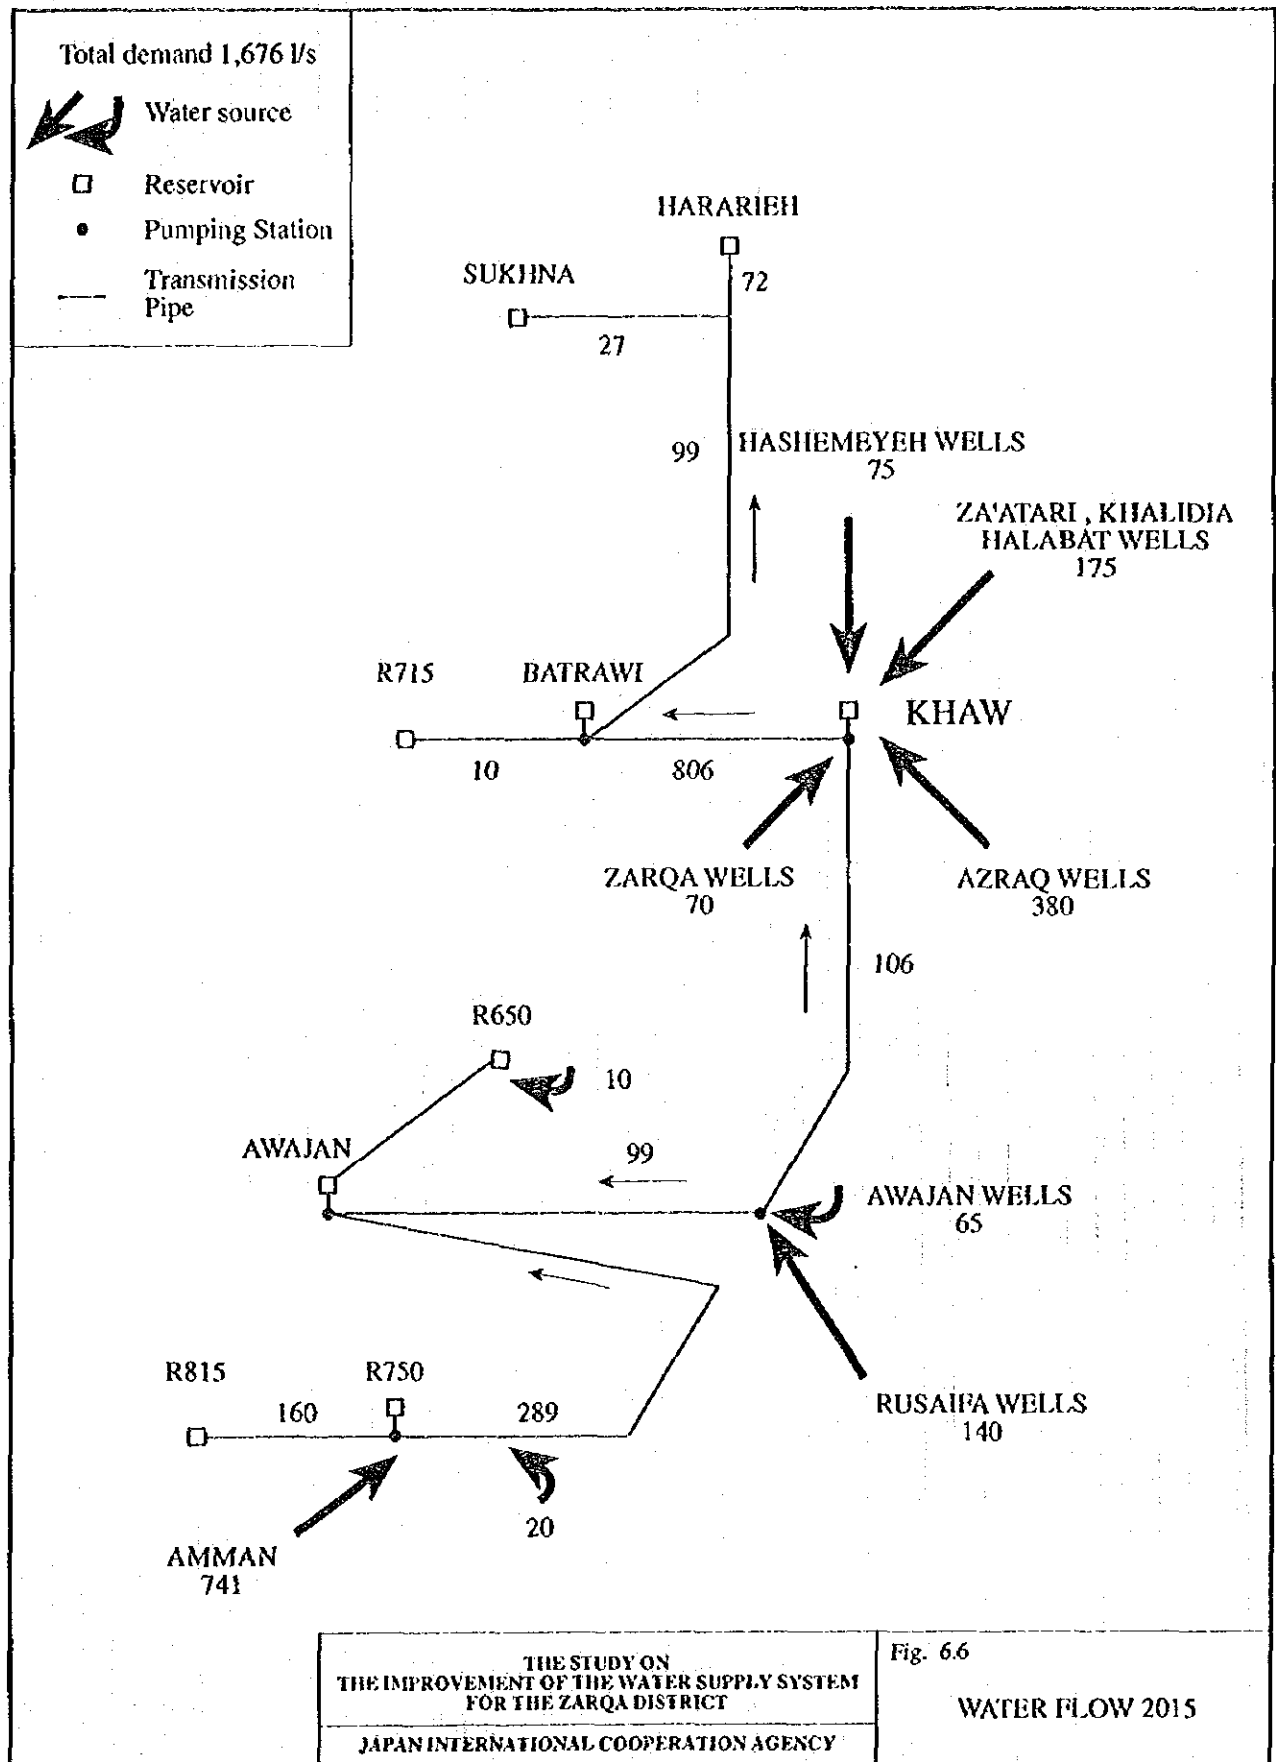 Total demand 1,676 l/s
Water source
Reservoir
Pumping Station
Transmission
Pipe
HARARIEH
72
SUKHNA
27
99
HASHEMEYEH WELLS
75
ZA'ATARI , KHALIDIA
HALABAT WELLS
175
R715
BATRAWI
KHAW
10
806
ZARQA WELLS
70
AZRAQ WELLS
380
106
R650
10
AWAJAN
99
AWAJAN WELLS
65
R815
R750
160
289
RUSAIFA WELLS
140
20
AMMAN
741
THE STUDY ON
THE IMPROVEMENT OF THE WATER SUPPLY SYSTEM
FOR THE ZARQA DISTRICT
JAPAN INTERNATIONAL COOPERATION AGENCY
Fig. 6.6
WATER FLOW 2015